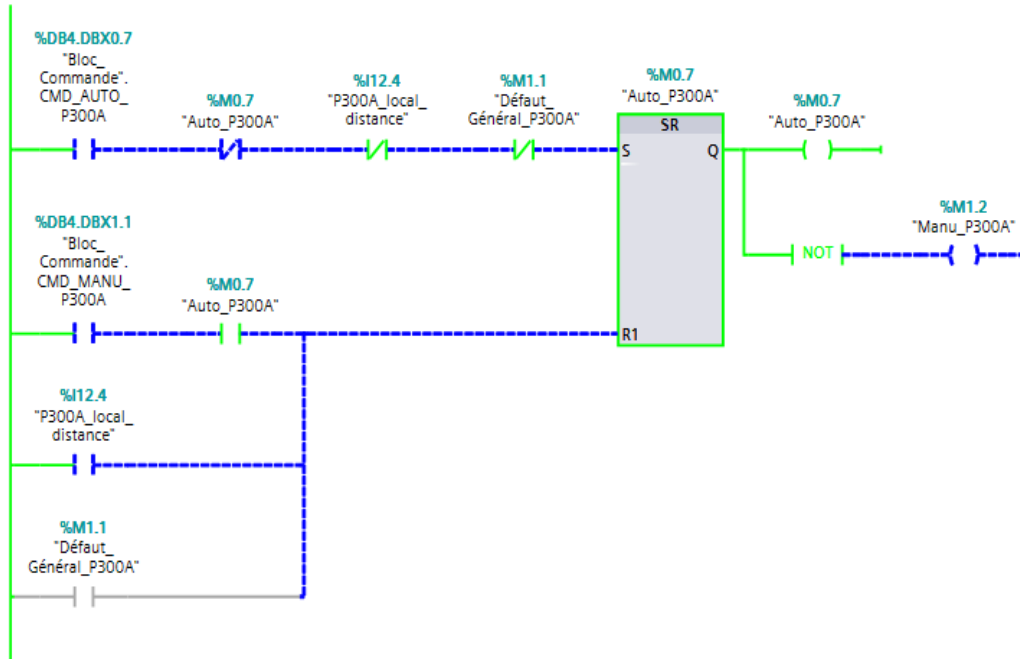 %DB4.DBX0.7
"Bloc_
Commande".
CMD_AUTO_
P300A
%M0.7
"Auto_P300A"
%I12.4
"P300A_local_
distance"
%M1.1
"Défaut_
Général_P300A"
%M0.7
"Auto_P300A"
SR
S
Q
%M0.7
"Auto_P300A"
NOT
%M1.2
"Manu_P300A"
%DB4.DBX1.1
"Bloc_
Commande".
CMD_MANU_
P300A
%M0.7
"Auto_P300A"
R1
%I12.4
"P300A_local_
distance"
%M1.1
"Défaut_
Général_P300A"